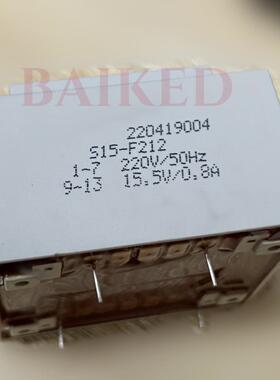 BAIKED
220419004
S15-F212
1~7 220V/50Hz
9~13 15.5V/0.8A